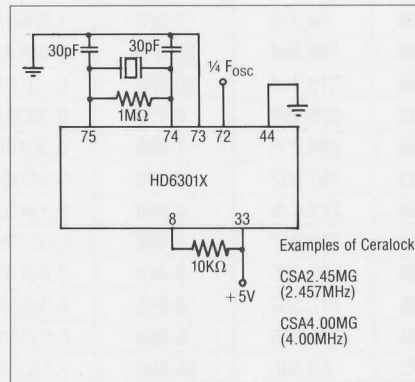 30pF 30pF
¼ FOSC
1MΩ
75 74 73 72 44
HD6301X
8 33
10KΩ
+5V
Examples of Ceralock
CSA2.45MG
(2.457MHz)
CSA4.00MG
(4.00MHz)